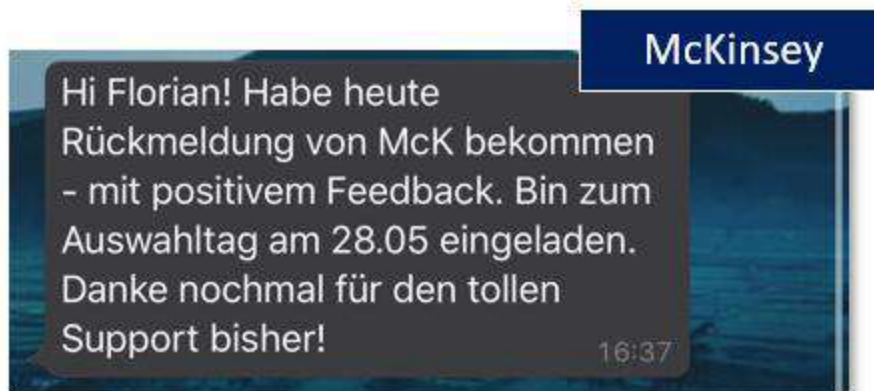 McKinsey
Hi Florian! Habe heute
Rückmeldung von McK bekommen
- mit positivem Feedback. Bin zum
Auswahltag am 28.05 eingeladen.
Danke nochmal für den tollen
Support bisher!
16:37